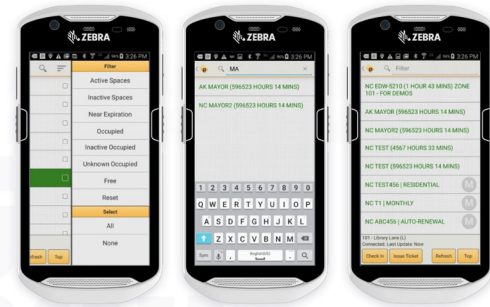 ZEBRA
3:26 PM
Filter
Active Spaces
Inactive Spaces
Near Expiration
Occupied
Inactive Occupied
Unknown Occupied
Free
Reset
Select
All
None
Top
ZEBRA
3:26 PM
MA
AK MAYOR (596523 HOURS 14 MINS)
NC MAYOR2 (596523 HOURS 14 MINS)
1 2 3 4 5 6 7 8 9 0
Q W E R T Y U I O P
A S D F G H J K L
Z X C V B N M
Sym
ZEBRA
3:26 PM
Filter
NC EDW-5210 (1 HOUR 43 MINS) ZONE
101 - FOR DEMOS
AK MAYOR (596523 HOURS 14 MINS)
NC MAYOR2 (596523 HOURS 14 MINS)
NC TEST (4567 HOURS 33 MINS)
NC TEST (596523 HOURS 14 MINS)
NC TEST456 | RESIDENTIAL M
NC T1 | MONTHLY M
NC ABC456 | AUTO-RENEWAL M
101 - Library Lane (L)
Connected. Last Update: Now
Check In Issue Ticket Refresh Top